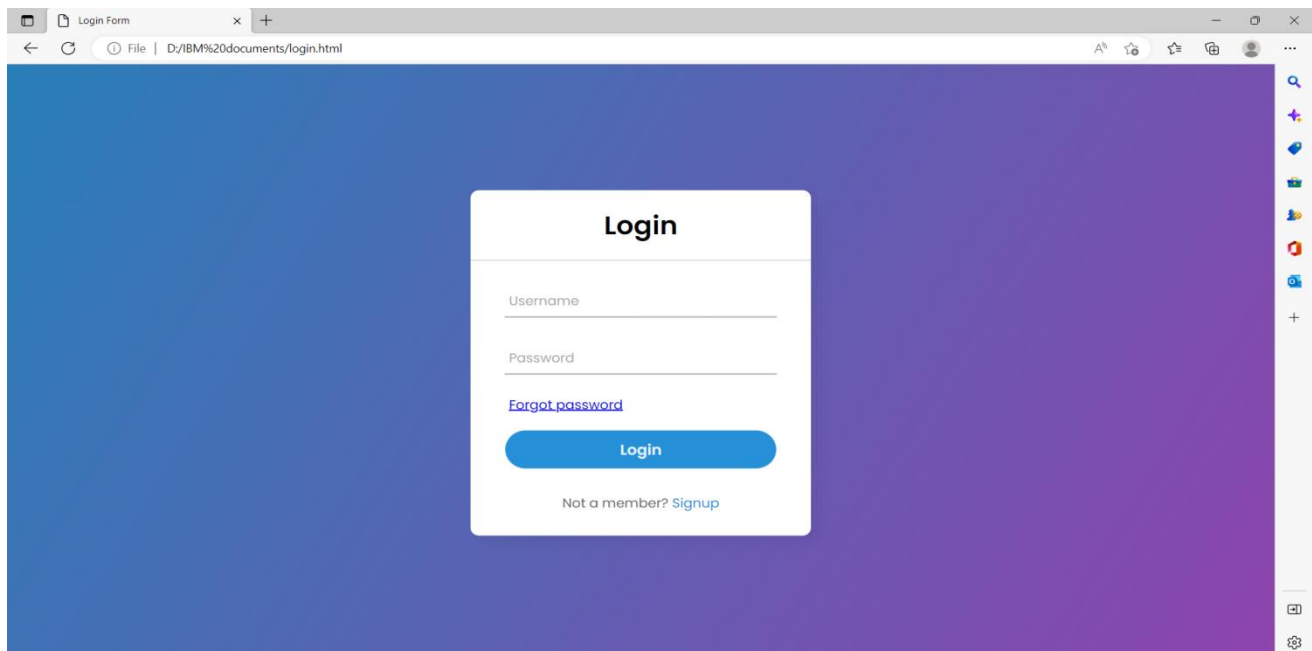 Login Form
File | D:/IBM%20documents/login.html
Login
Username
Password
Forgot password
Login
Not a member? Signup